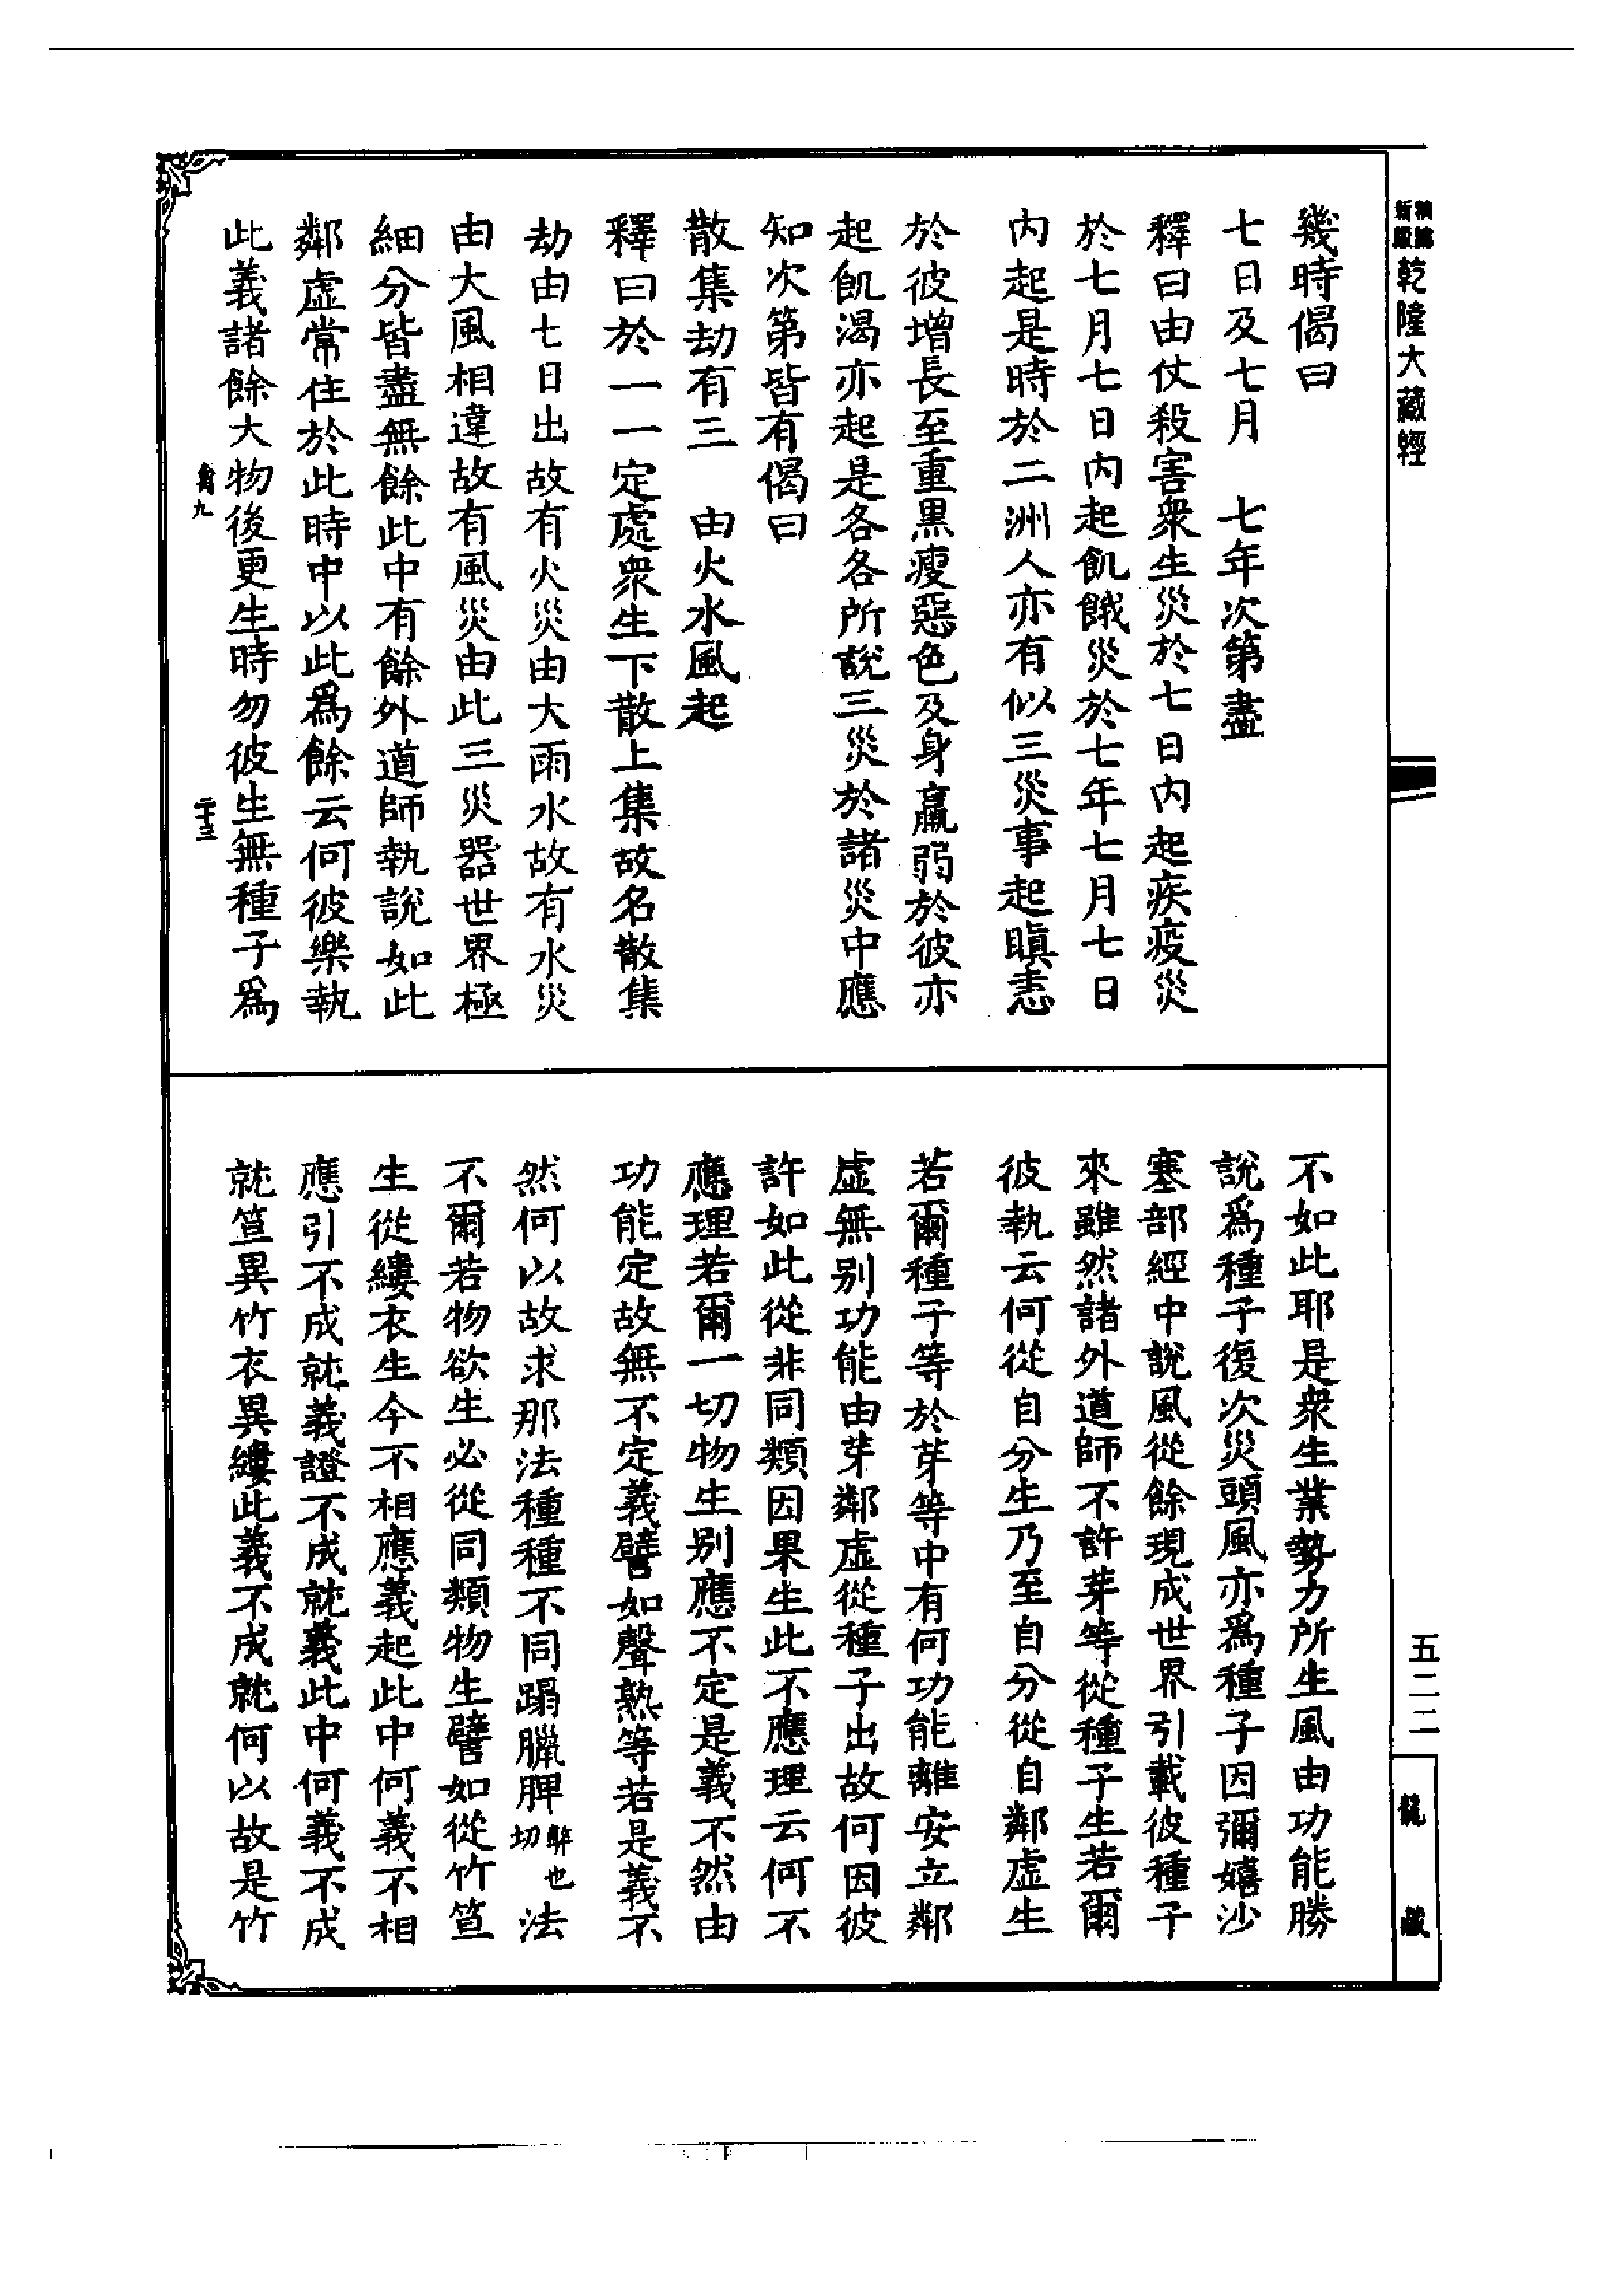 乾隆大藏經
幾時偈曰
七日及七月　七年次第盡
釋曰由仗殺害衆生災於七日内起疾疫災
於七月七日内起飢餓災於七年七月七日
内起是時於二洲人亦有似三災事起瞋恚
於彼增長至重黑瘦惡色及身羸弱於彼亦
起飢渴亦起是各各所説三災於諸災中應
知次第皆有偈曰
散集劫有三　由火水風起
釋曰於一一定處衆生下散上集故名散集
劫由七日出故有火災由大雨水故有水災
由大風相違故有風災由此三災器世界極
細分皆盡無餘此中有餘外道師執説如此
鄰虛常住於此時中以此爲餘云何彼樂執
此義諸餘大物後更生時勿彼生無種子爲
禽九
二十三
不如此耶是衆生業勢力所生風由功能勝
説爲種子復次災頭風亦爲種子因彌嬉沙
塞部經中説風從餘現成世界引載彼種子
來雖然諸外道師不許芽等從種子生若爾
彼執云何從自分生乃至自分從自鄰虛生
若爾種子等於芽等中有何功能離安立鄰
虛無别功能由芽鄰虛從種子出故何因彼
許如此從非同類因果生此不應理云何不
應理若爾一切物生别應不定是義不然由
功能定故無不定義譬如聲熟等若是義不
然何以故求那法種種不同蹋臘脾切辭也法
不爾若物欲生必從同類物生譬如從竹笪
生從縷衣生今不相應義起此中何義不相
應引不成就義證不成就義此中何義不成
就笪異竹衣異縷此義不成就何以故是竹
五二二
龍藏